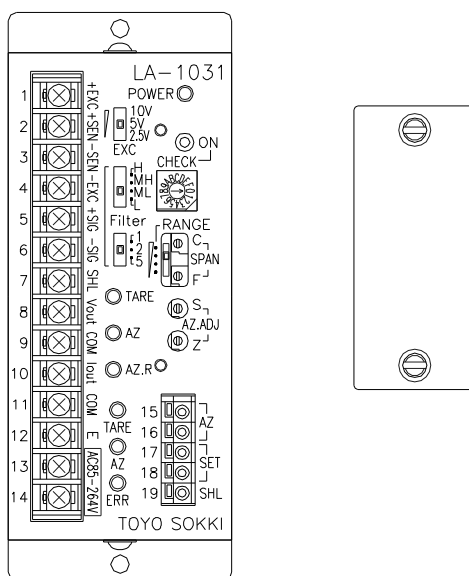 LA-1031
POWER
1
2
3
4
5
6
7
8
9
10
11
12
13
14
+EXC
+SEN
-SEN
-EXC
+SIG
-SIG
SHL
Vout
COM
Iout
COM
E
AC85-264V
10V
5V
2.5V
EXC
ON
CHECK
H
MH
ML
L
Filter
1
2
5
RANGE
C
SPAN
F
TARE
S
AZ.ADJ
Z
AZ
AZ.R
TARE
AZ
ERR
15
16
17
18
19
AZ
SET
SHL
TOYO SOKKI